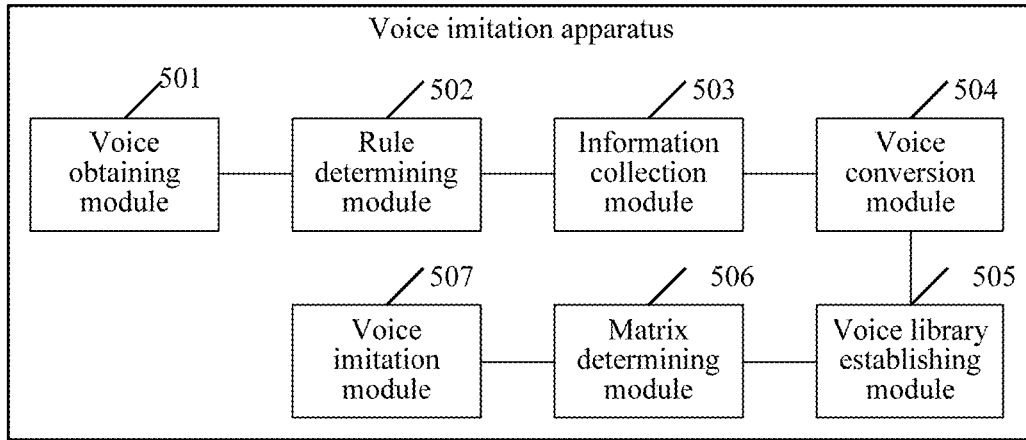 Voice imitation apparatus
501
Voice
obtaining
module
502
Rule
determining
module
503
Information
collection
module
504
Voice
conversion
module
507
Voice
imitation
module
506
Matrix
determining
module
505
Voice library
establishing
module